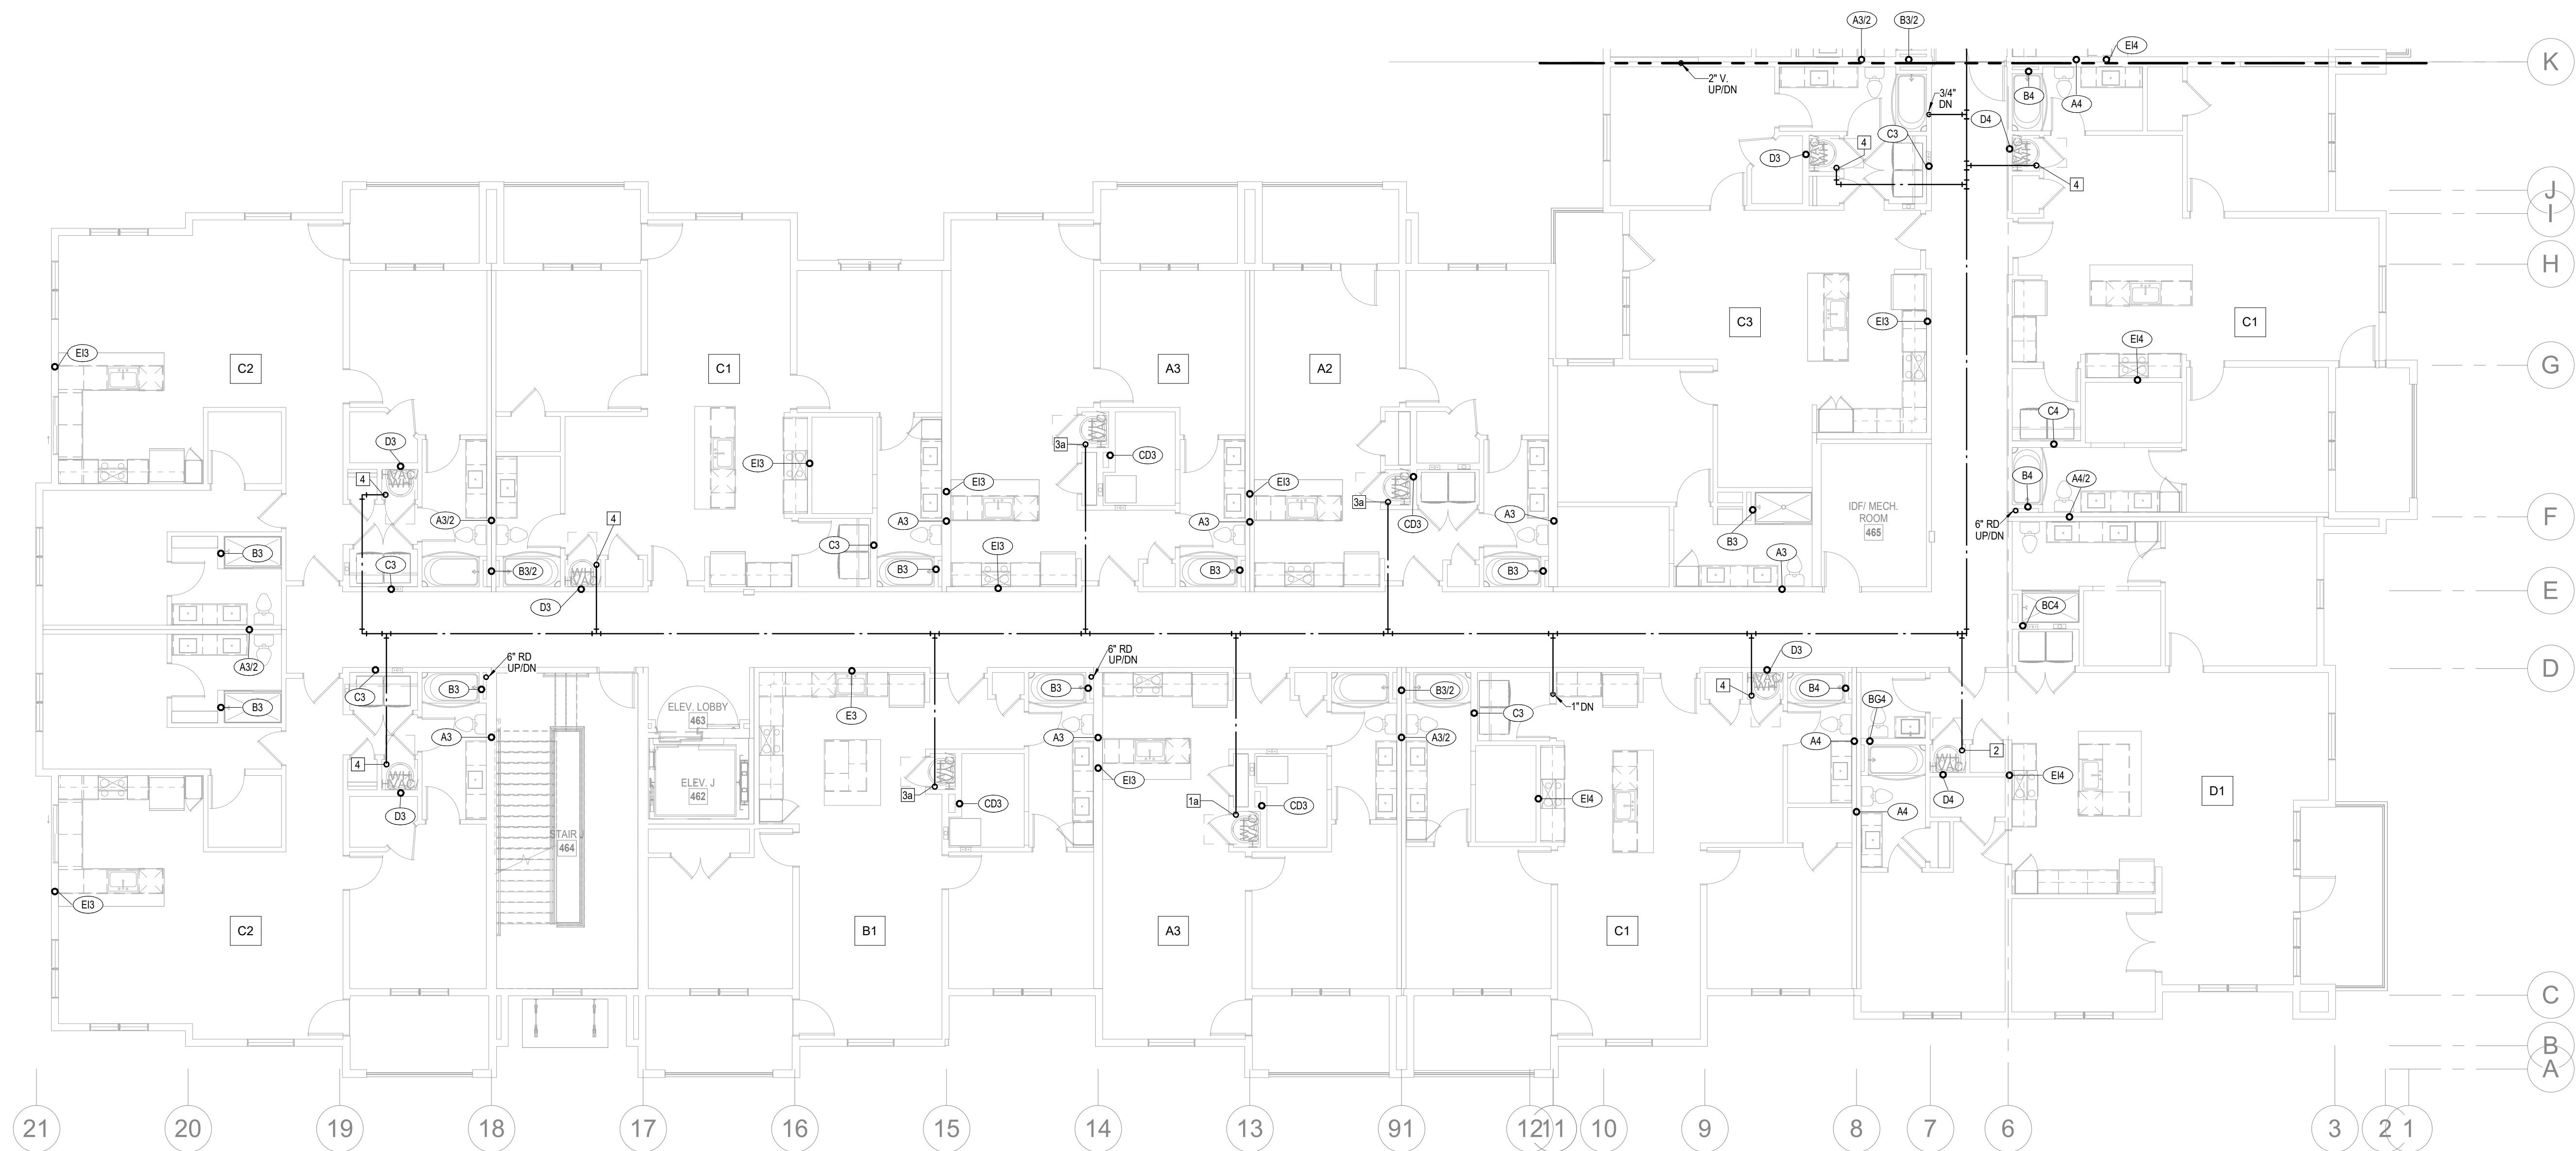 A3/2
B3/2
EI4
K
2" V.
UP/DN
B4
A4
3/4"
DN
D4
C3
4
D3
4
J
I
H
C3
EI3
C1
EI3
C2
C1
A3
A2
EI4
G
C4
D3
3a
CD3
EI3
4
EI3
EI3
3a
B4
A4/2
A3/2
4
A3
A3
CD3
A3
B3
IDF/ MECH.
ROOM
465
6" RD
UP/DN
F
EI3
C3
B3
C3
B3/2
D3
B3
B3
B3
A3
E
BC4
A3/2
6" RD
UP/DN
6" RD
UP/DN
D3
D
C3
B3
B3
ELEV. LOBBY
463
E3
B3
B3/2
C3
1" DN
4
B4
BG4
A3
A3
A3/2
A4
2
4
D3
ELEV. J
462
3a
CD3
EI3
1a
CD3
EI4
D4
EI4
D1
A4
STAIR J
464
EI3
C2
B1
A3
C1
WH
HVAC
C
B
A
21
20
19
18
17
16
15
14
13
91
12
11
10
9
8
7
6
3
2
1